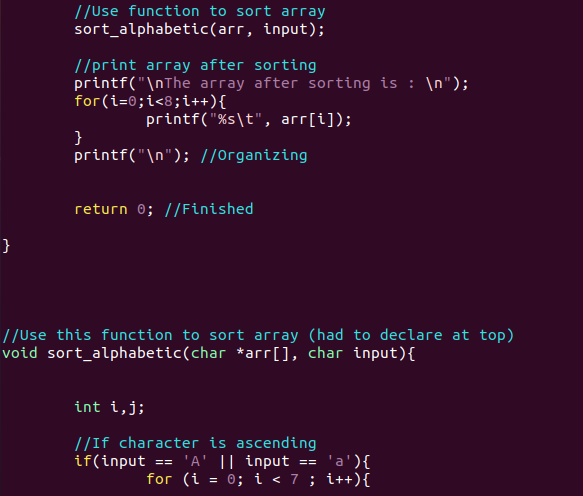 //Use function to sort array
sort_alphabetic(arr, input);
//print array after sorting
printf("\nThe array after sorting is : \n");
for(i=0;i<8;i++){
printf("%s\t", arr[i]);
}
printf("\n"); //Organizing
return 0; //Finished
}
//Use this function to sort array (had to declare at top)
void sort_alphabetic(char *arr[], char input){
int i,j;
//If character is ascending
if(input == 'A' || input == 'a'){
for (i = 0; i < 7 ; i++){